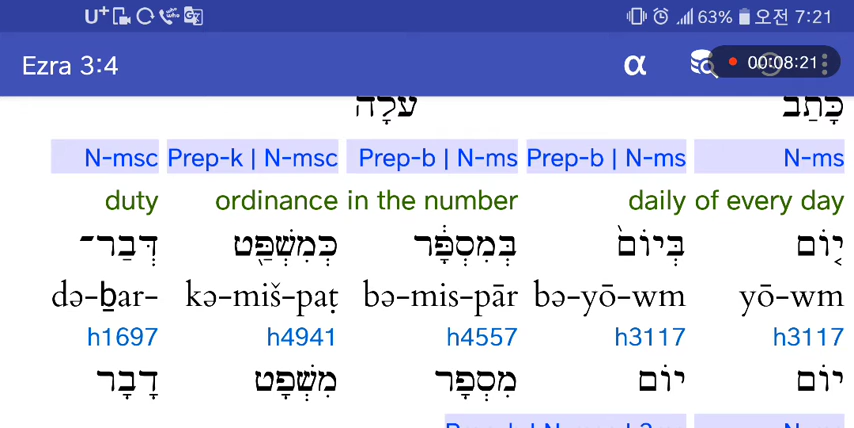 U+ 63% 오전 7:21
Ezra 3:4 α 00:08:21
כָּתַב עֹלָה
N-msc Prep-k | N-msc Prep-b | N-ms Prep-b | N-ms N-ms
duty ordinance in the number daily of every day
י֚וֹם בְּיוֹם֙ בְּמִסְפָּ֔ר כְּמִשְׁפַּ֖ט דְּבַר־
də-ḇar- kə-miš-paṭ bə-mis-pār bə-yō-wm yō-wm
h1697 h4941 h4557 h3117 h3117
יוֹם יוֹם מִסְפָּר מִשְׁפָּט דָּבָר